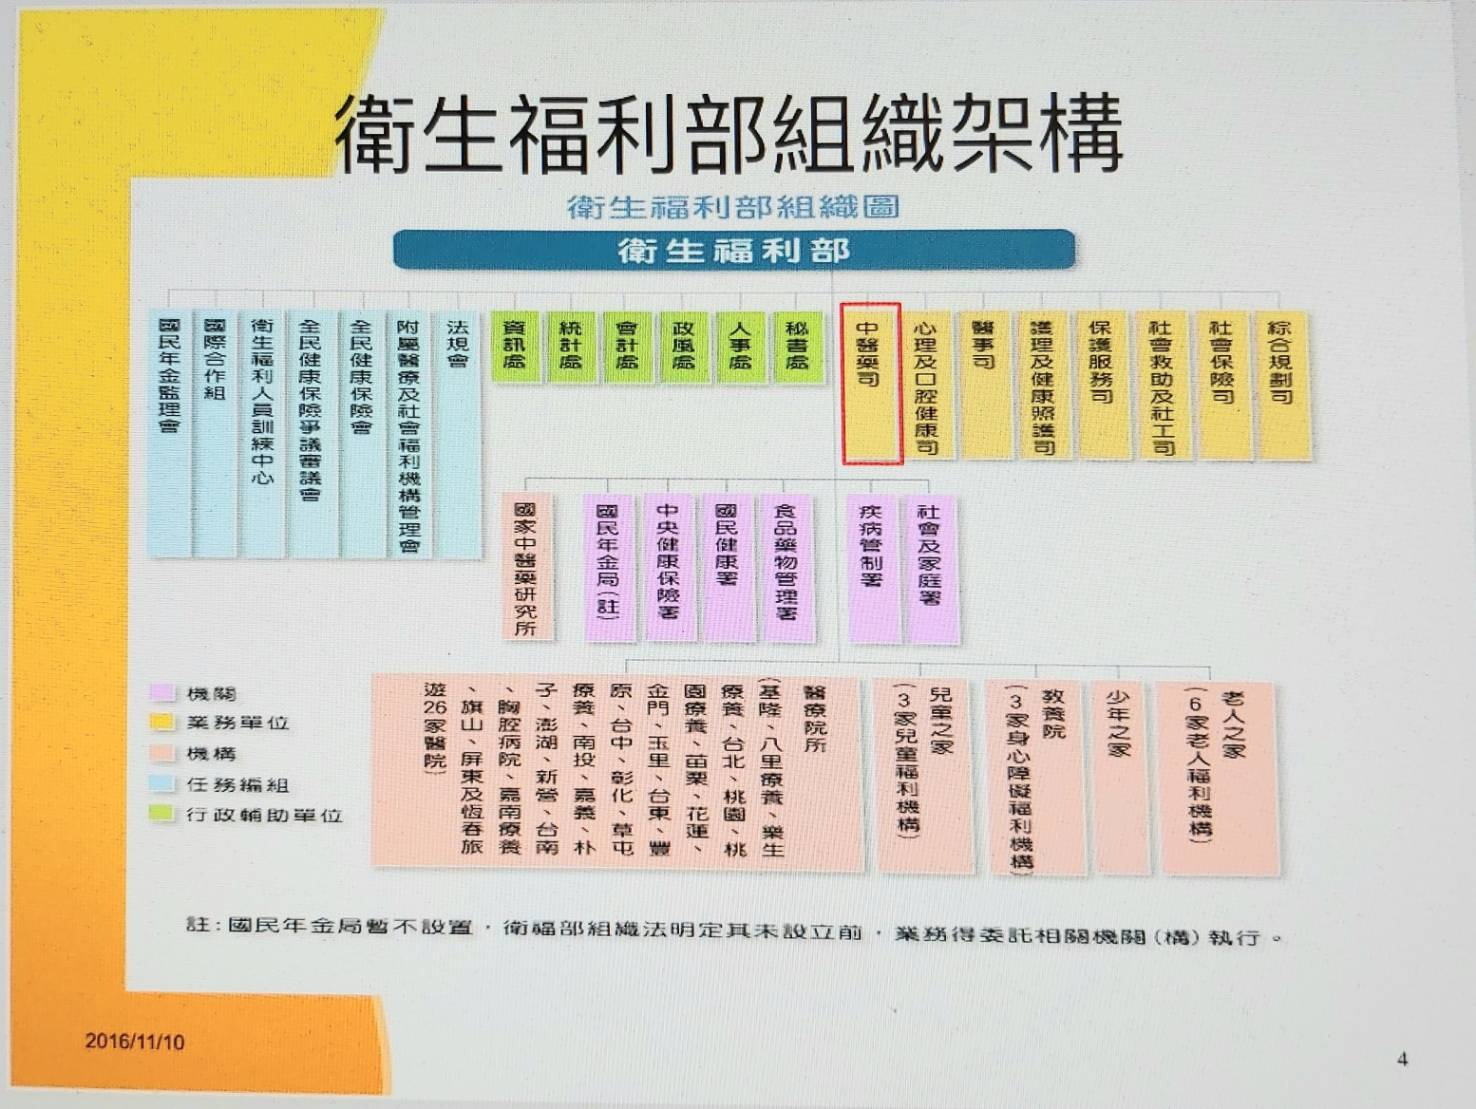 衛生福利部組織架構
衛生福利部組織圖
衛生福利部
國民年金監理會
國際合作組
衛生福利人員訓練中心
全民健康保險爭議審議會
全民健康保險會
附屬醫療及社會福利機構管理會
法規會
資訊處
統計處
會計處
政風處
人事處
秘書處
中醫藥司
心理及口腔健康司
醫事司
護理及健康照護司
保護服務司
社會救助及社工司
社會保險司
綜合規劃司
國家中醫藥研究所
國民年金局(註)
中央健康保險署
國民健康署
食品藥物管理署
疾病管制署
社會及家庭署
機關
業務單位
機構
任務編組
行政輔助單位
醫療院所
(基隆、八里療養、樂生
療養、台北、桃園、桃
園療養、苗栗、花蓮、
金門、玉里、台東、豐
原、台中、彰化、草屯
療養、南投、嘉義、朴
子、澎湖、新營、台南
、胸腔病院、嘉南療養
、旗山、屏東及恆春旅
遊26家醫院)
兒童之家
(3家兒童福利機構)
教養院
(3家身心障礙福利機構)
少年之家
老人之家
(6家老人福利機構)
註:國民年金局暫不設置，衛福部組織法明定其未設立前，業務得委託相關機關(構)執行。
2016/11/10
4